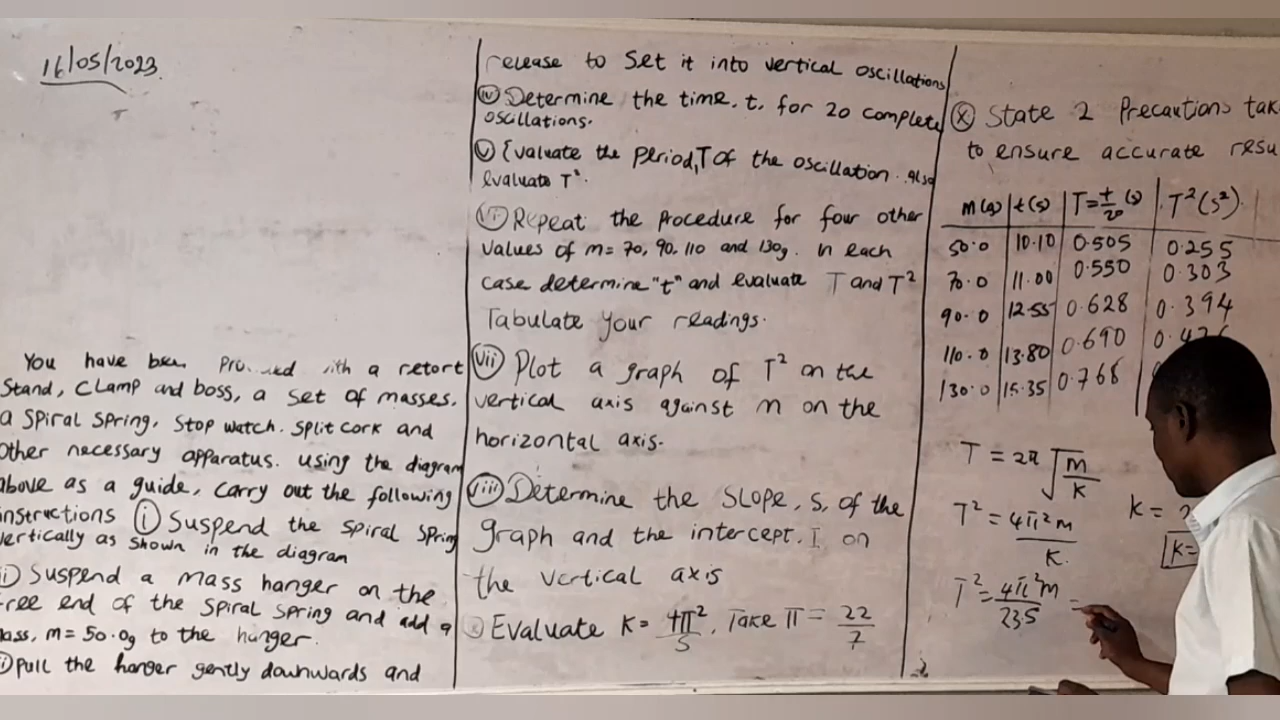 16/05/2023
You have been with a retort
Stand, Clamp and boss, a set of masses,
a spiral spring, stop watch, split cork and
Other necessary apparatus. using the diagram
above as a guide, carry out the following
instructions (i) Suspend the spiral spring
vertically as shown in the diagram
Suspend a mass hanger on the
free end of the spiral spring and add a
mass, m = 50.0g to the hanger.
Pull the hanger gently downwards and
release to set it into vertical oscillations
(iv) Determine the time, t, for 20 complete
oscillations.
(v) Evaluate the period, T of the oscillation. Also
evaluate T².
(vi) Repeat the procedure for four other
values of m = 70, 90, 110 and 130g. in each
case determine "t" and evaluate T and T²
Tabulate your readings.
(vii) Plot a graph of T² on the
vertical axis against m on the
horizontal axis.
(viii) Determine the slope, s, of the
graph and the intercept, I on
the vertical axis
Evaluate K = 4π²/s, Take π = 22/7
(x) State 2 Precautions
to ensure accurate
m(g) t(s) T = t/20 (s) T²(s²)
50.0 10.10 0.505 0.255
70.0 11.00 0.550 0.303
90.0 12.55 0.628 0.394
110.0 13.80 0.690
130.0 15.35 0.768
T = 2π √m/k
T² = 4π²m/k
k =
T² = 4π²m/23.5 =
k =